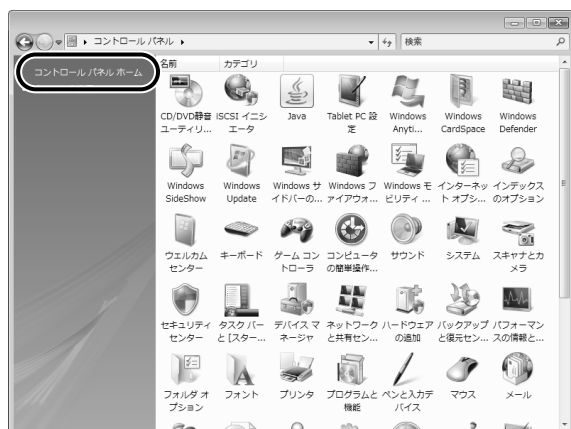 コントロール パネル
検索
コントロール パネル ホーム
名前 カテゴリ
CD/DVD静音 iSCSI イニシ Java Tablet PC 設 Windows Windows Windows
ユーティリ... エータ 定 Anyti... CardSpace Defender
Windows Windows Windows サ Windows フ Windows モ インターネッ インデックス
SideShow Update イドバーの... ァイアウォ... ビリティ ... ト オプシ... のオプション
ウェルカム キーボード ゲーム コン コンピュータ サウンド システム スキャナとカ
センター トローラ の簡単操作... メラ
セキュリティ タスク バー デバイス マ ネットワーク ハードウェア バックアップ パフォーマン
センター と [スター... ネージャ と共有セン... の追加 と復元セン... スの情報と...
フォルダ オ フォント プリンタ プログラムと ペンと入力デ マウス メール
プション 機能 バイス